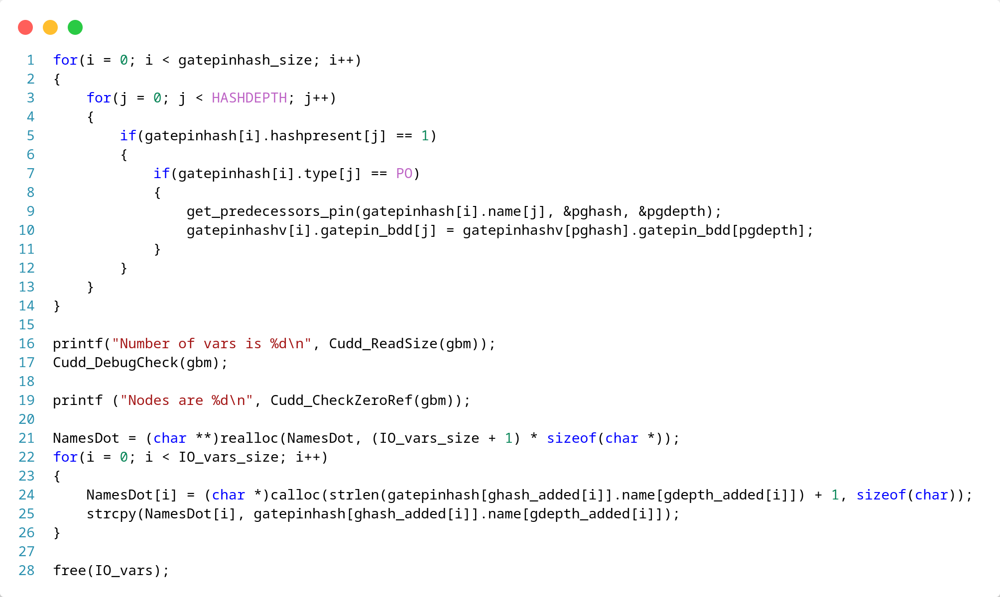 1 for(i = 0; i < gatepinhash_size; i++)
2 {
3     for(j = 0; j < HASHDEPTH; j++)
4     {
5         if(gatepinhash[i].hashpresent[j] == 1)
6         {
7             if(gatepinhash[i].type[j] == PO)
8             {
9                 get_predecessors_pin(gatepinhash[i].name[j], &pghash, &pgdepth);
10                 gatepinhashv[i].gatepin_bdd[j] = gatepinhashv[pghash].gatepin_bdd[pgdepth];
11             }
12         }
13     }
14 }
15
16 printf("Number of vars is %d\n", Cudd_ReadSize(gbm));
17 Cudd_DebugCheck(gbm);
18
19 printf ("Nodes are %d\n", Cudd_CheckZeroRef(gbm));
20
21 NamesDot = (char **)realloc(NamesDot, (IO_vars_size + 1) * sizeof(char *));
22 for(i = 0; i < IO_vars_size; i++)
23 {
24     NamesDot[i] = (char *)calloc(strlen(gatepinhash[ghash_added[i]].name[gdepth_added[i]]) + 1, sizeof(char));
25     strcpy(NamesDot[i], gatepinhash[ghash_added[i]].name[gdepth_added[i]]);
26 }
27
28 free(IO_vars);